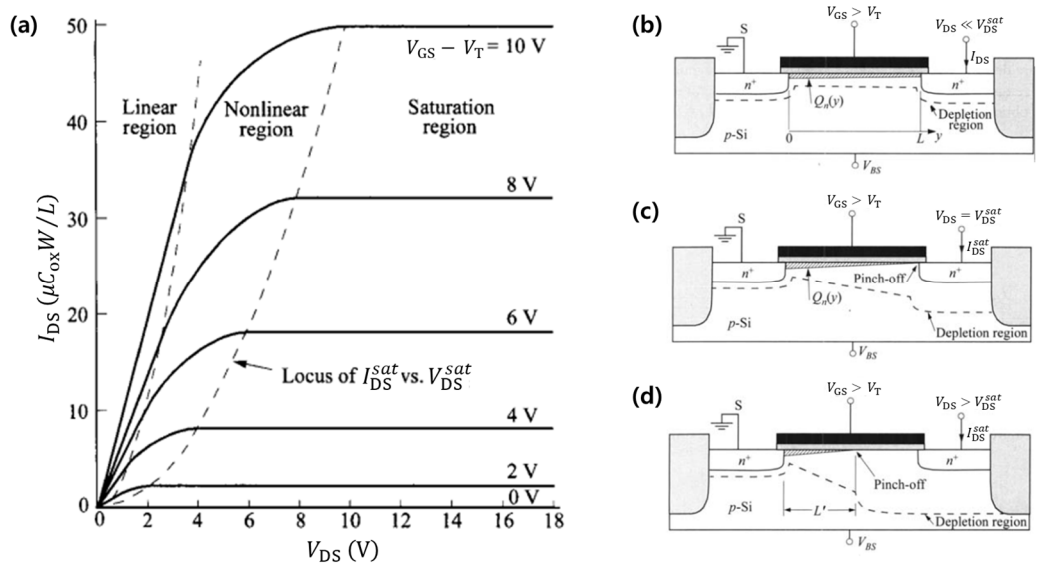 (a)
50
40
30
20
10
0
0
2
4
6
8
10
12
14
16
18
I_DS (μC_ox W/L)
V_DS (V)
Linear
region
Nonlinear
region
Saturation
region
V_GS − V_T = 10 V
8 V
6 V
4 V
2 V
0 V
Locus of I_DS^sat vs. V_DS^sat
(b)
V_GS > V_T
V_DS ≪ V_DS^sat
S
I_DS
n+
n+
Q_n(y)
Depletion
region
p-Si
0
L
y
V_BS
(c)
V_GS > V_T
V_DS = V_DS^sat
S
I_DS^sat
n+
n+
Pinch-off
Q_n(y)
p-Si
Depletion region
V_BS
(d)
V_GS > V_T
V_DS > V_DS^sat
S
I_DS^sat
n+
n+
Pinch-off
p-Si
L'
Depletion region
V_BS